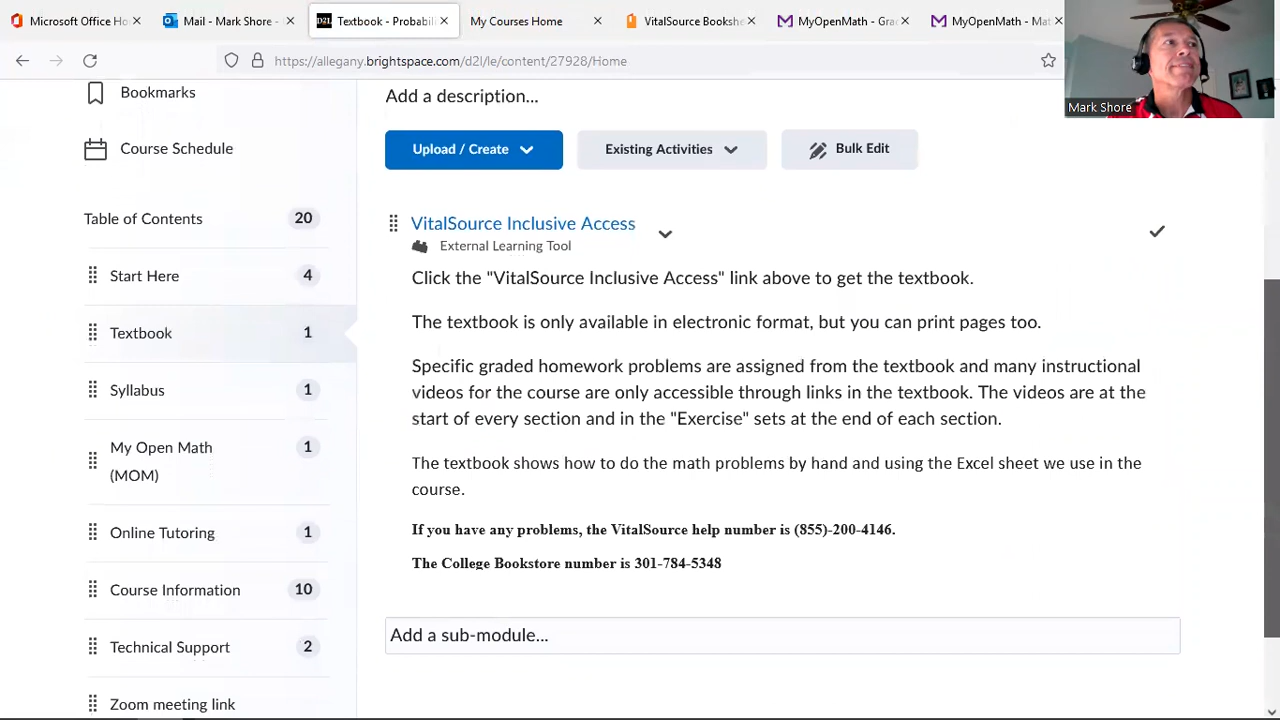 Microsoft Office Ho
Mail - Mark Shore -
D2L
Textbook - Probabili
My Courses Home
VitalSource Bookshe
MyOpenMath - Gra
MyOpenMath - Mat
https://allegany.brightspace.com/d2l/le/content/27928/Home
Mark Shore
Bookmarks
Course Schedule
Table of Contents 20
Start Here 4
Textbook 1
Syllabus 1
My Open Math 1
(MOM)
Online Tutoring 1
Course Information 10
Technical Support 2
Zoom meeting link
Add a description...
Upload / Create
Existing Activities
Bulk Edit
VitalSource Inclusive Access
External Learning Tool
Click the "VitalSource Inclusive Access" link above to get the textbook.
The textbook is only available in electronic format, but you can print pages too.
Specific graded homework problems are assigned from the textbook and many instructional
videos for the course are only accessible through links in the textbook. The videos are at the
start of every section and in the "Exercise" sets at the end of each section.
The textbook shows how to do the math problems by hand and using the Excel sheet we use in the
course.
If you have any problems, the VitalSource help number is (855)-200-4146.
The College Bookstore number is 301-784-5348
Add a sub-module...